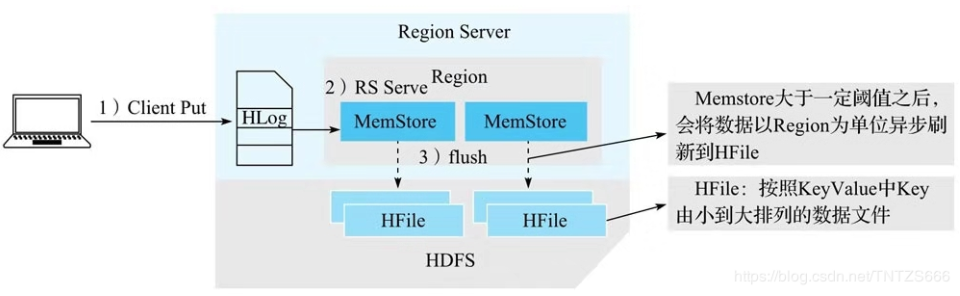 Region Server
Region
2）RS Serve
1）Client Put
HLog
MemStore
MemStore
3）flush
HFile
HFile
HDFS
Memstore大于一定阈值之后，
会将数据以Region为单位异步刷
新到HFile
HFile：按照KeyValue中Key
由小到大排列的数据文件
https://blog.csdn.net/TNTZS666